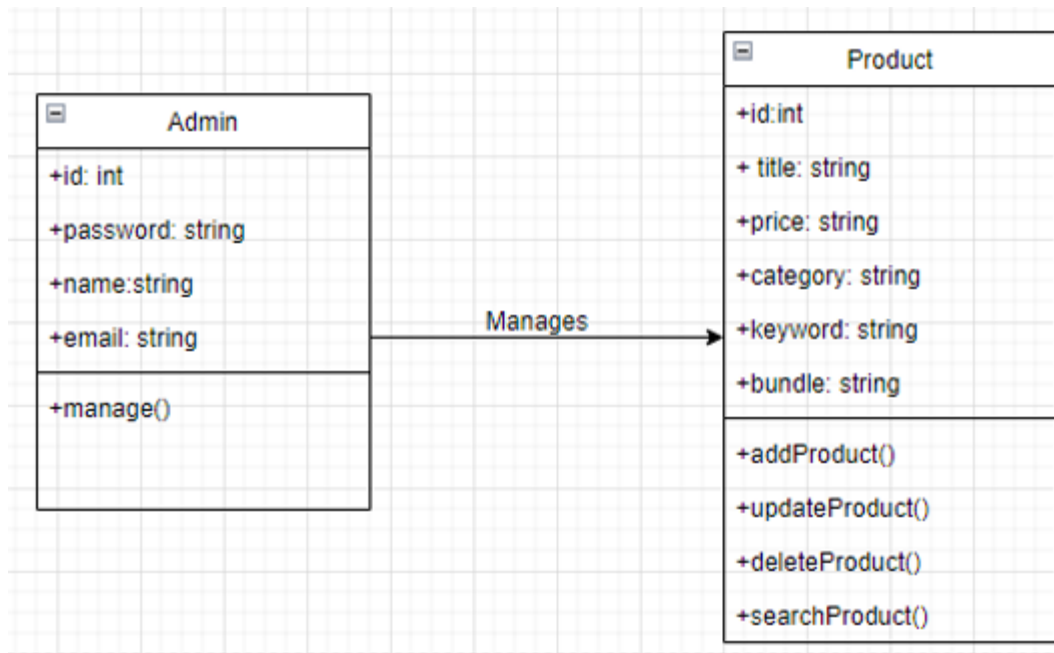 Admin
+id: int
+password: string
+name:string
+email: string
+manage()
Manages
Product
+id:int
+ title: string
+price: string
+category: string
+keyword: string
+bundle: string
+addProduct()
+updateProduct()
+deleteProduct()
+searchProduct()